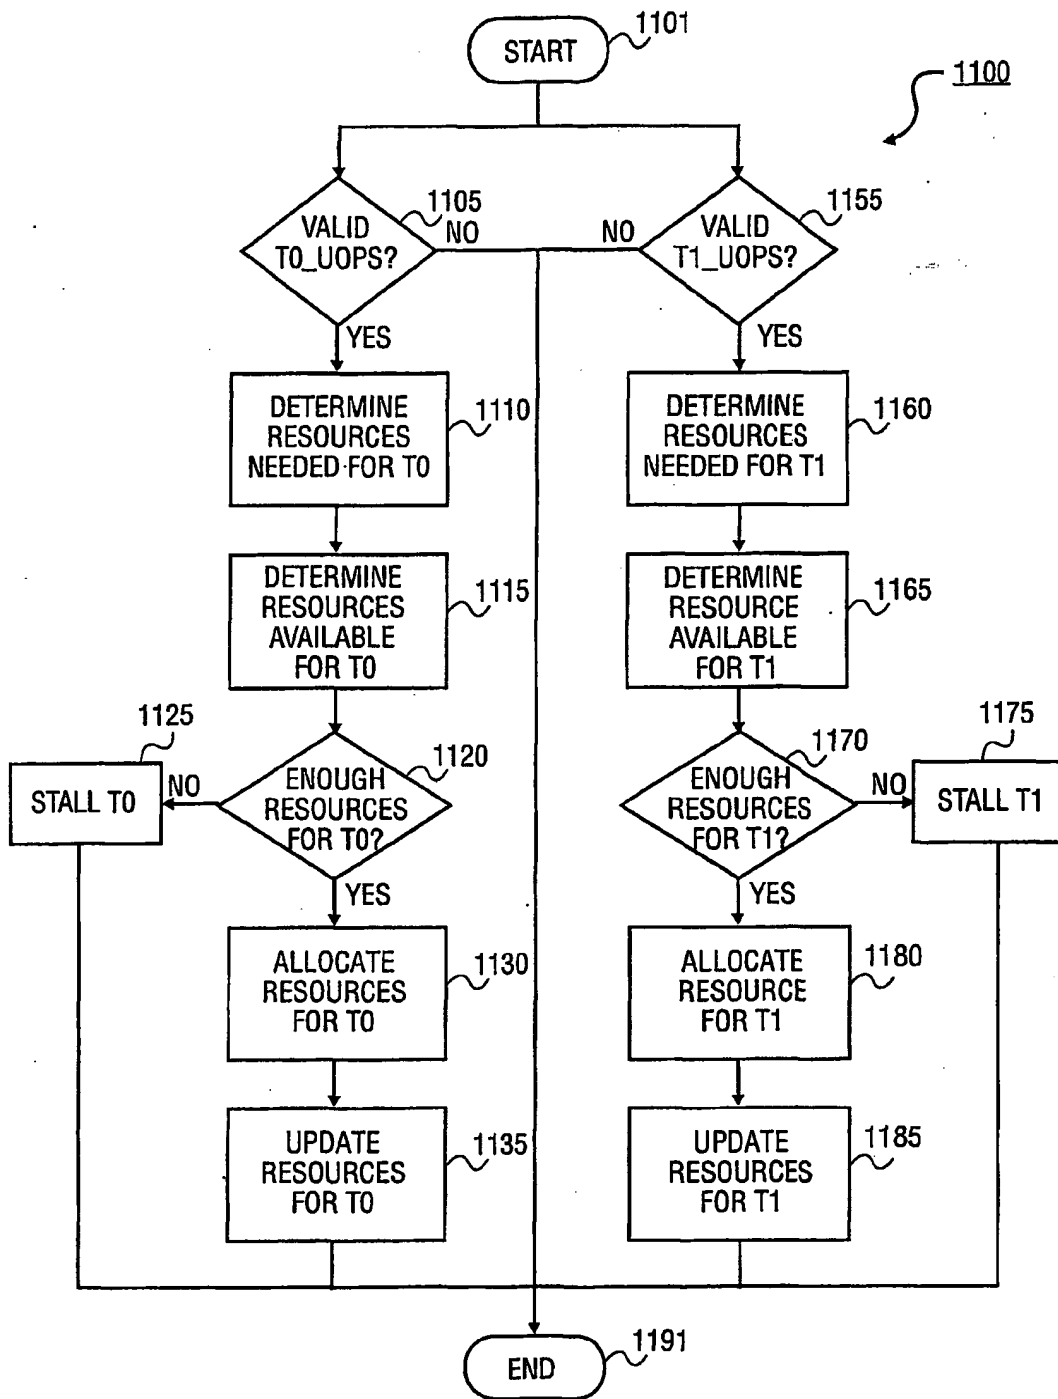 START
1101
1100
VALID
T0_UOPS?
1105
NO
YES
NO
VALID
T1_UOPS?
1155
YES
DETERMINE
RESOURCES
NEEDED FOR T0
1110
DETERMINE
RESOURCES
NEEDED FOR T1
1160
DETERMINE
RESOURCES
AVAILABLE
FOR T0
1115
DETERMINE
RESOURCE
AVAILABLE
FOR T1
1165
1125
STALL T0
NO
ENOUGH
RESOURCES
FOR T0?
1120
YES
ENOUGH
RESOURCES
FOR T1?
1170
NO
YES
1175
STALL T1
ALLOCATE
RESOURCES
FOR T0
1130
ALLOCATE
RESOURCE
FOR T1
1180
UPDATE
RESOURCES
FOR T0
1135
UPDATE
RESOURCES
FOR T1
1185
END
1191